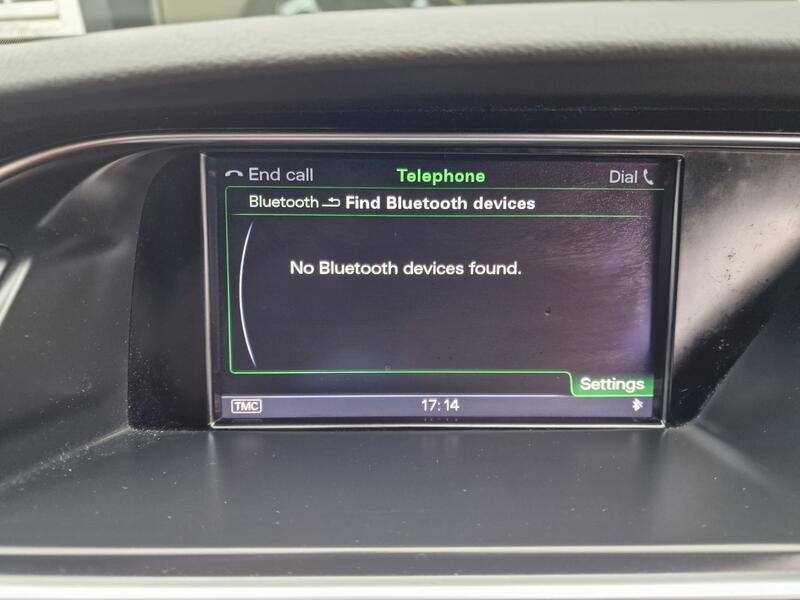 End call
Telephone
Dial
Bluetooth Find Bluetooth devices
No Bluetooth devices found.
Settings
TMC
17:14